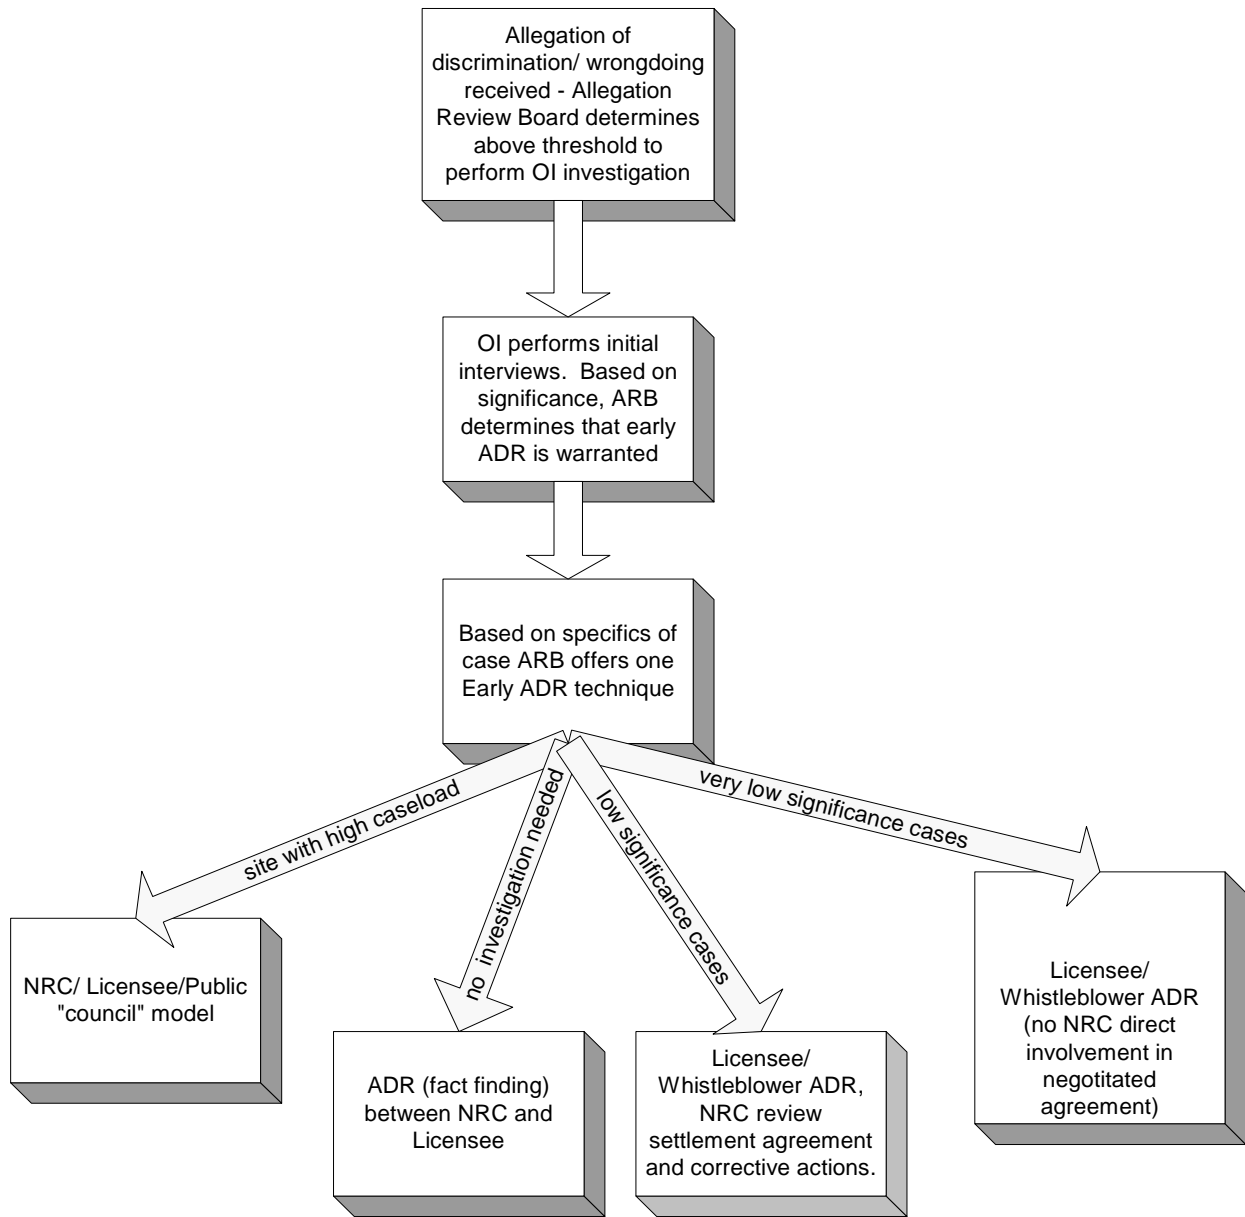 Allegation of
discrimination/ wrongdoing
received - Allegation
Review Board determines
above threshold to
perform OI investigation
OI performs initial
interviews. Based on
significance, ARB
determines that early
ADR is warranted
Based on specifics of
case ARB offers one
Early ADR technique
site with high caseload
no investigation needed
low significance cases
very low significance cases
NRC/ Licensee/Public
"council" model
ADR (fact finding)
between NRC and
Licensee
Licensee/
Whistleblower ADR,
NRC review
settlement agreement
and corrective actions.
Licensee/
Whistleblower ADR
(no NRC direct
involvement in
negotitated
agreement)